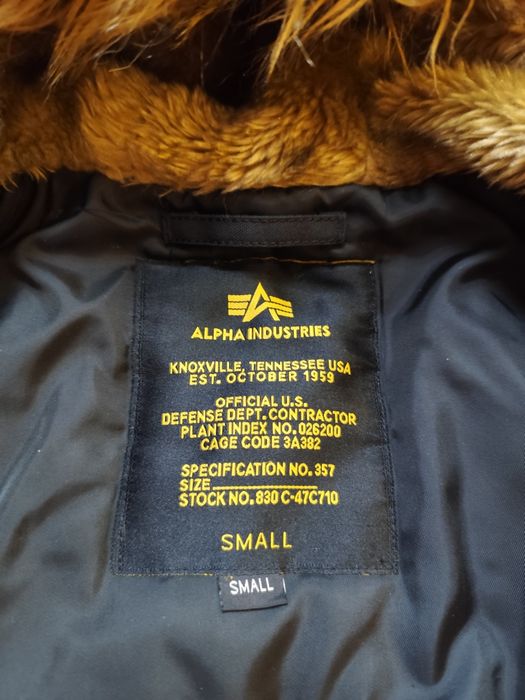 ALPHA INDUSTRIES
KNOXVILLE, TENNESSEE USA
EST. OCTOBER 1959
OFFICIAL U.S.
DEFENSE DEPT. CONTRACTOR
PLANT INDEX NO. 026200
CAGE CODE 3A382
SPECIFICATION NO. 357
SIZE
STOCK NO. 830 C-47C710
SMALL
SMALL